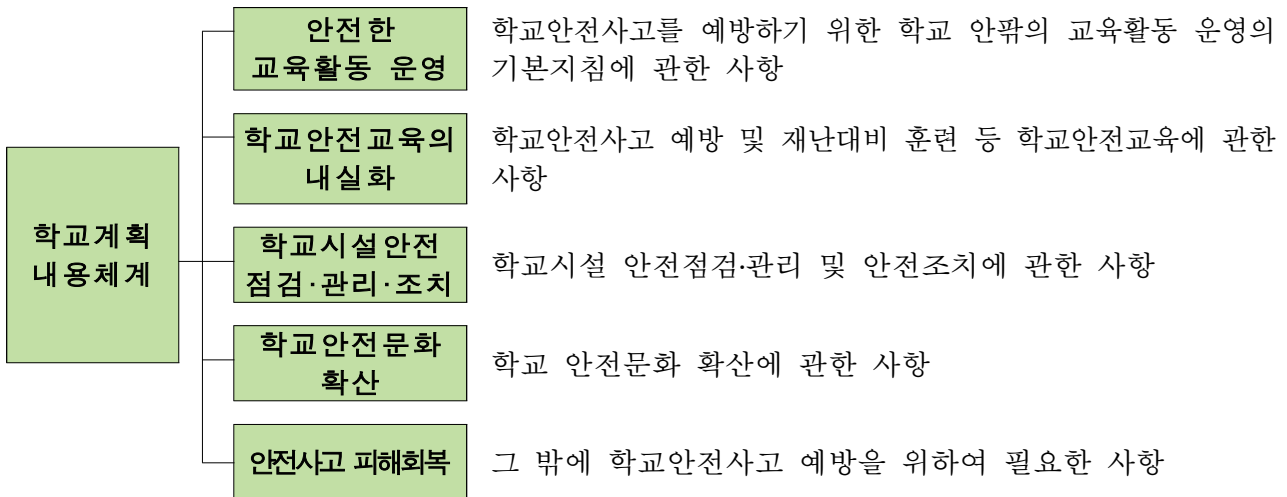 학교계획
내용체계
안전한
교육활동 운영
학교안전사고를 예방하기 위한 학교 안팎의 교육활동 운영의
기본지침에 관한 사항
학교안전교육의
내실화
학교안전사고 예방 및 재난대비 훈련 등 학교안전교육에 관한
사항
학교시설안전
점검·관리·조치
학교시설 안전점검·관리 및 안전조치에 관한 사항
학교안전문화
확산
학교 안전문화 확산에 관한 사항
안전사고 피해회복
그 밖에 학교안전사고 예방을 위하여 필요한 사항